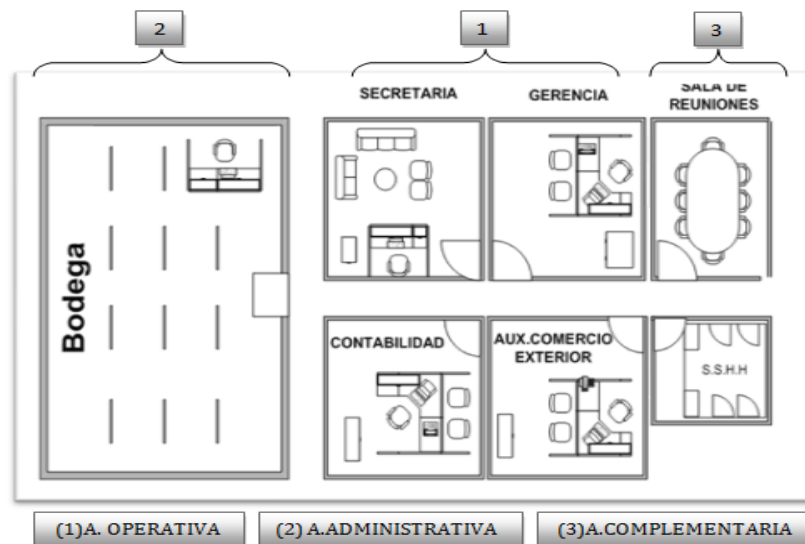 2
1
3
SECRETARIA
GERENCIA
SALA DE
REUNIONES
Bodega
CONTABILIDAD
AUX.COMERCIO
EXTERIOR
S.S.H.H
(1)A. OPERATIVA
(2) A.ADMINISTRATIVA
(3)A.COMPLEMENTARIA